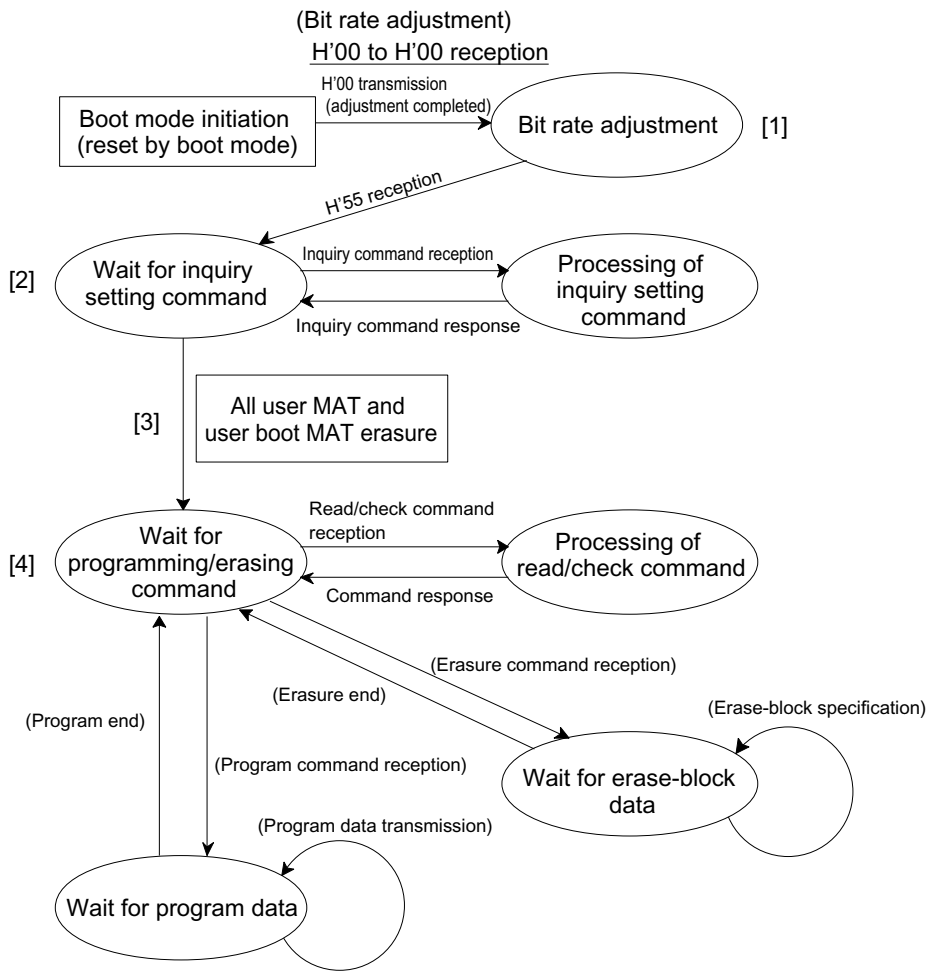 (Bit rate adjustment)
H'00 to H'00 reception
H'00 transmission
(adjustment completed)
Boot mode initiation
(reset by boot mode)
Bit rate adjustment
[1]
H'55 reception
[2]
Wait for inquiry
setting command
Inquiry command reception
Inquiry command response
Processing of
inquiry setting
command
[3]
All user MAT and
user boot MAT erasure
[4]
Wait for
programming/erasing
command
Read/check command
reception
Command response
Processing of
read/check command
(Erasure command reception)
(Erasure end)
(Program end)
(Program command reception)
(Erase-block specification)
Wait for erase-block
data
(Program data transmission)
Wait for program data